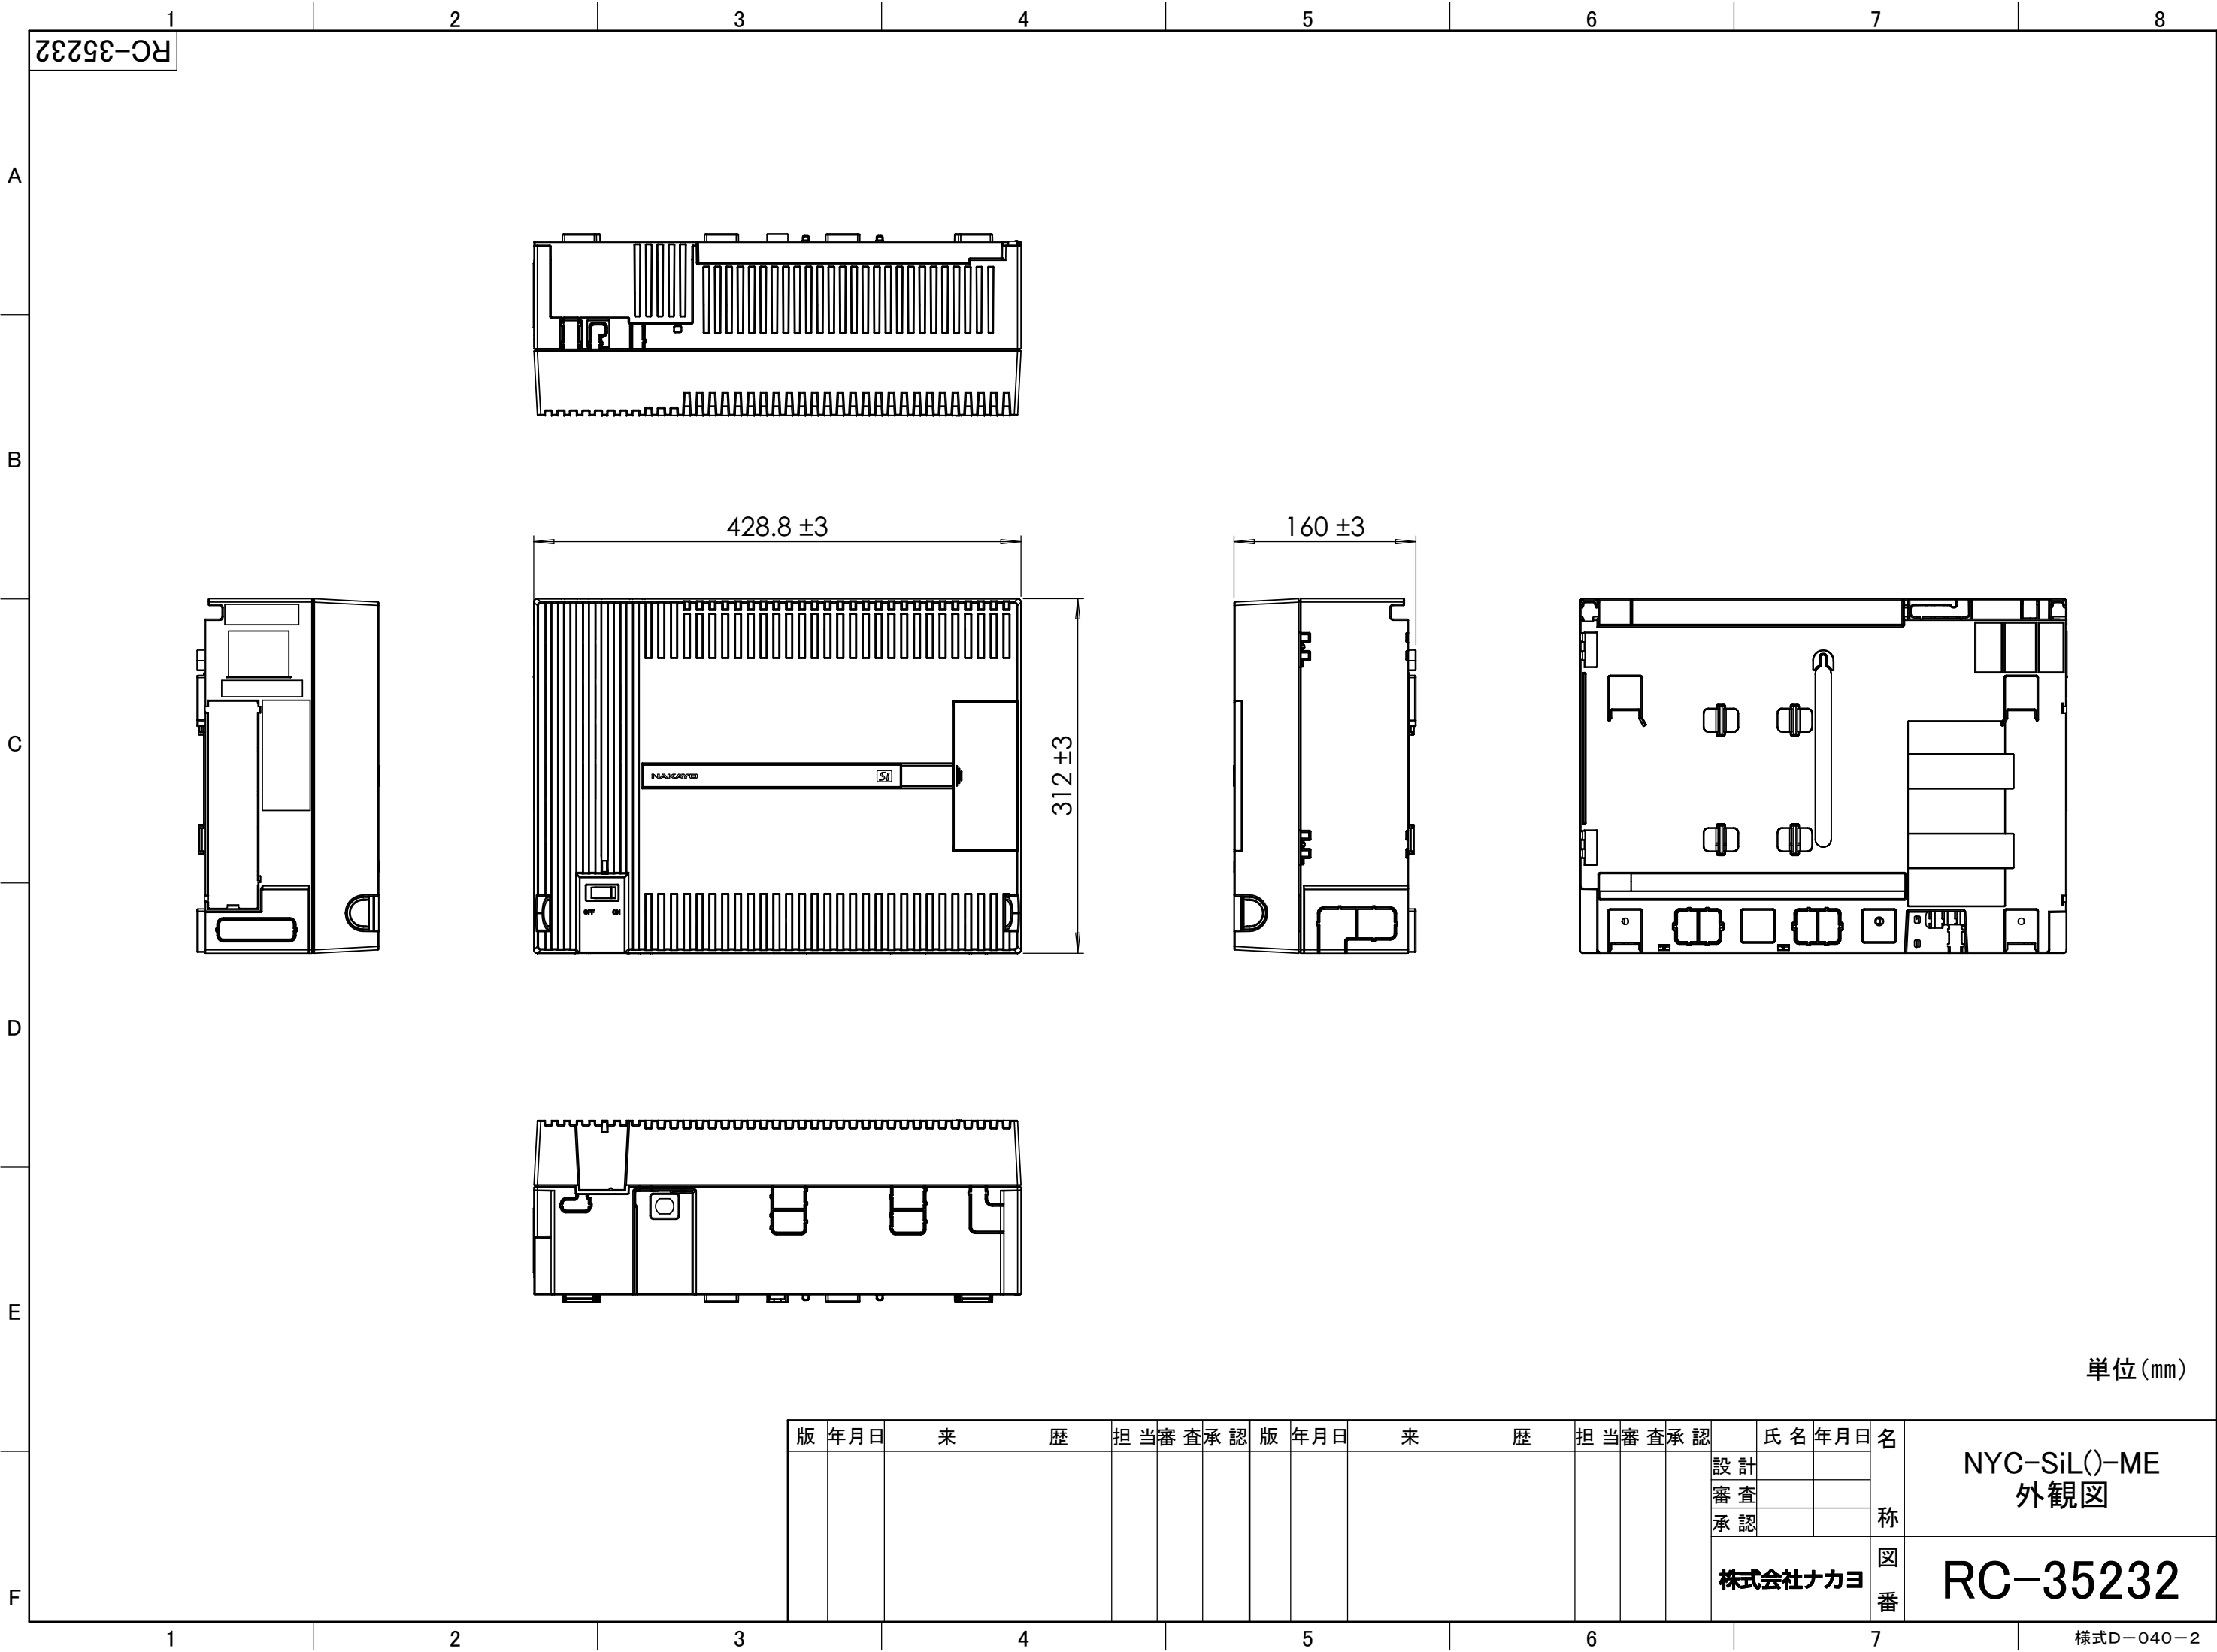 1 2 3 4 5 6 7 8
RC-35232
A
B
428.8 ±3
160 ±3
312 ±3
C
NAKAYO
Si
OFF ON
D
E
単位(mm)
版 年月日 来 歴 担当 審査 承認 版 年月日 来 歴 担当 審査 承認 氏名 年月日 名称
設計
審査
承認
NYC-SiL()-ME
外観図
株式会社ナカヨ
図番
RC-35232
F
1 2 3 4 5 6 7
様式D-040-2